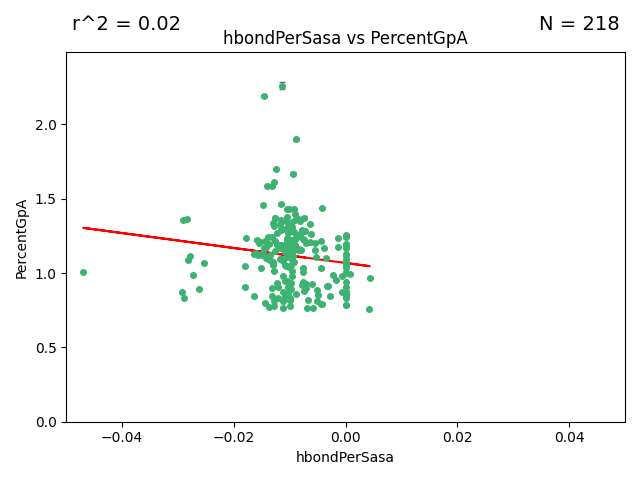 r^2 = 0.02
N = 218
hbondPerSasa vs PercentGpA
PercentGpA
2.0
1.5
1.0
0.5
0.0
−0.04
−0.02
0.00
0.02
0.04
hbondPerSasa